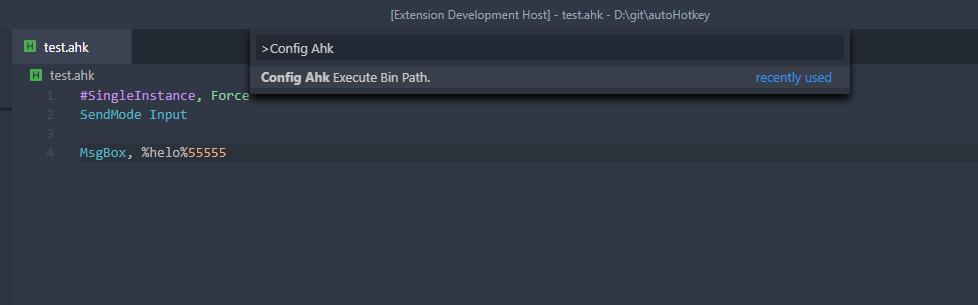 [Extension Development Host] - test.ahk - D:\git\autoHotkey
test.ahk
>Config Ahk
Config Ahk Execute Bin Path. recently used
test.ahk
1 #SingleInstance, Force
2 SendMode Input
3
4 MsgBox, %helo%55555